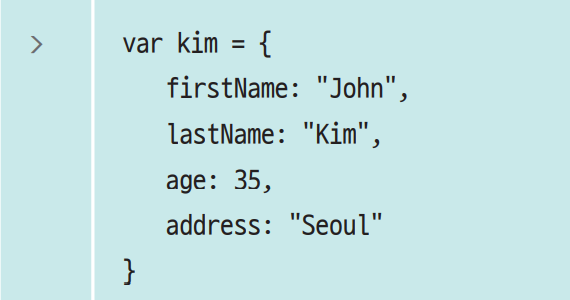 > var kim = {
firstName: "John",
lastName: "Kim",
age: 35,
address: "Seoul"
}